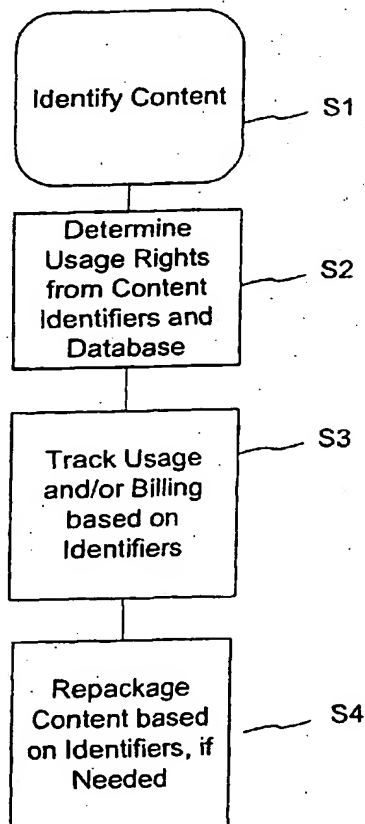 Identify Content
S1
Determine
Usage Rights
from Content
Identifiers and
Database
S2
Track Usage
and/or Billing
based on
Identifiers
S3
Repackage
Content based
on Identifiers, if
Needed
S4